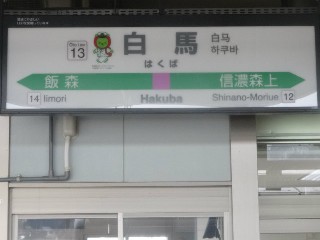 13
白馬
白马
하쿠바
はくば
飯森
信濃森上
14 Iimori
Hakuba
Shinano-Moriue 12